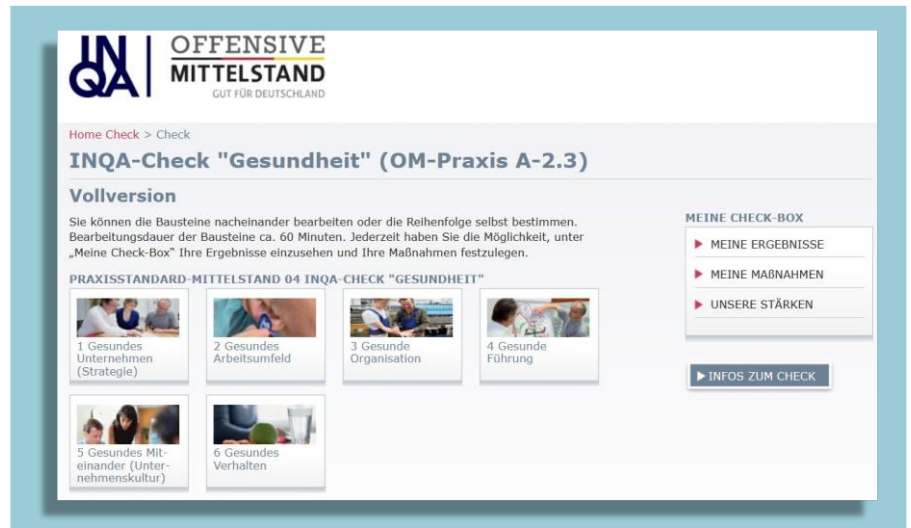 INQA
OFFENSIVE
MITTELSTAND
GUT FÜR DEUTSCHLAND
Home Check > Check
INQA-Check "Gesundheit" (OM-Praxis A-2.3)
Vollversion
Sie können die Bausteine nacheinander bearbeiten oder die Reihenfolge selbst bestimmen.
Bearbeitungsdauer der Bausteine ca. 60 Minuten. Jederzeit haben Sie die Möglichkeit, unter
„Meine Check-Box" Ihre Ergebnisse einzusehen und Ihre Maßnahmen festzulegen.
PRAXISSTANDARD-MITTELSTAND 04 INQA-CHECK "GESUNDHEIT"
1 Gesundes
Unternehmen
(Strategie)
2 Gesundes
Arbeitsumfeld
3 Gesunde
Organisation
4 Gesunde
Führung
5 Gesundes Mit-
einander (Unter-
nehmenskultur)
6 Gesundes
Verhalten
MEINE CHECK-BOX
MEINE ERGEBNISSE
MEINE MAßNAHMEN
UNSERE STÄRKEN
INFOS ZUM CHECK